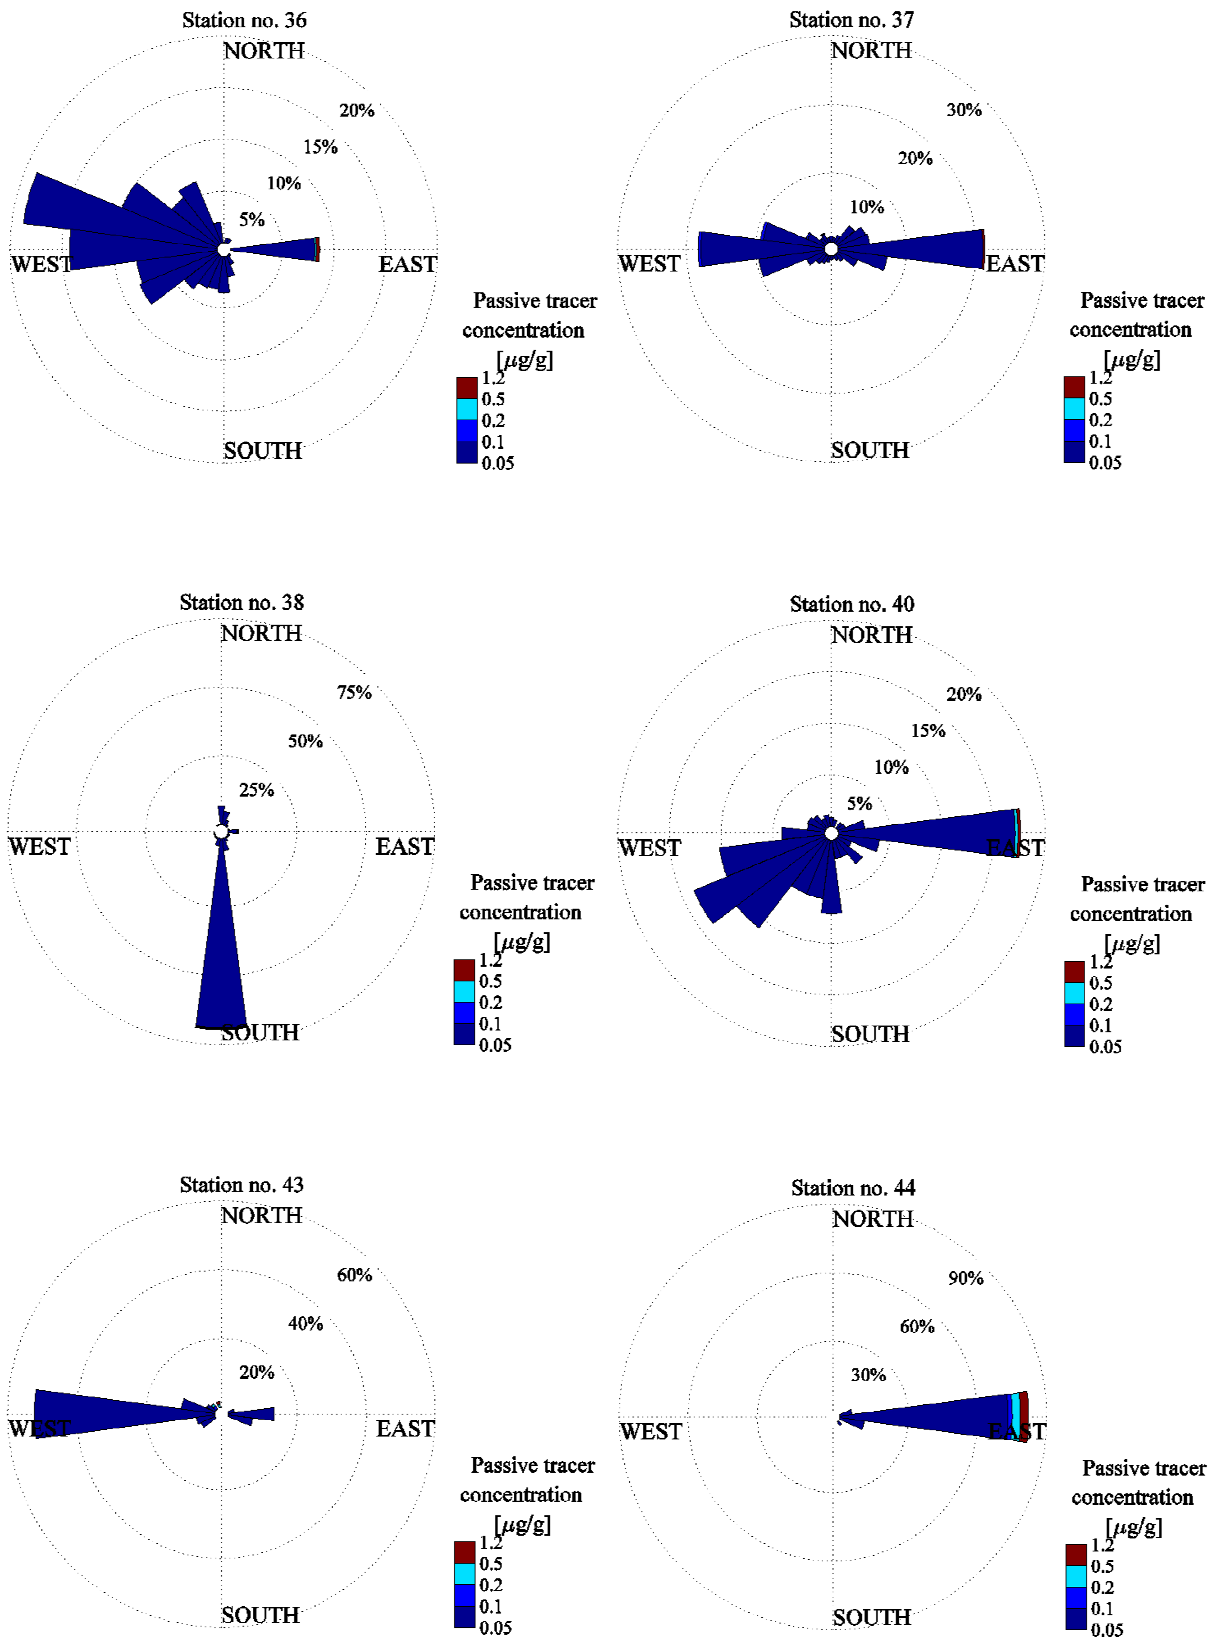 Station no. 36
NORTH
20%
15%
10%
5%
WEST
EAST
SOUTH
Passive tracer
concentration
[μg/g]
1.2
0.5
0.2
0.1
0.05
Station no. 37
NORTH
30%
20%
10%
WEST
EAST
SOUTH
Passive tracer
concentration
[μg/g]
1.2
0.5
0.2
0.1
0.05
Station no. 38
NORTH
75%
50%
25%
WEST
EAST
SOUTH
Passive tracer
concentration
[μg/g]
1.2
0.5
0.2
0.1
0.05
Station no. 40
NORTH
20%
15%
10%
5%
WEST
EAST
SOUTH
Passive tracer
concentration
[μg/g]
1.2
0.5
0.2
0.1
0.05
Station no. 43
NORTH
60%
40%
20%
WEST
EAST
SOUTH
Passive tracer
concentration
[μg/g]
1.2
0.5
0.2
0.1
0.05
Station no. 44
NORTH
90%
60%
30%
WEST
EAST
SOUTH
Passive tracer
concentration
[μg/g]
1.2
0.5
0.2
0.1
0.05